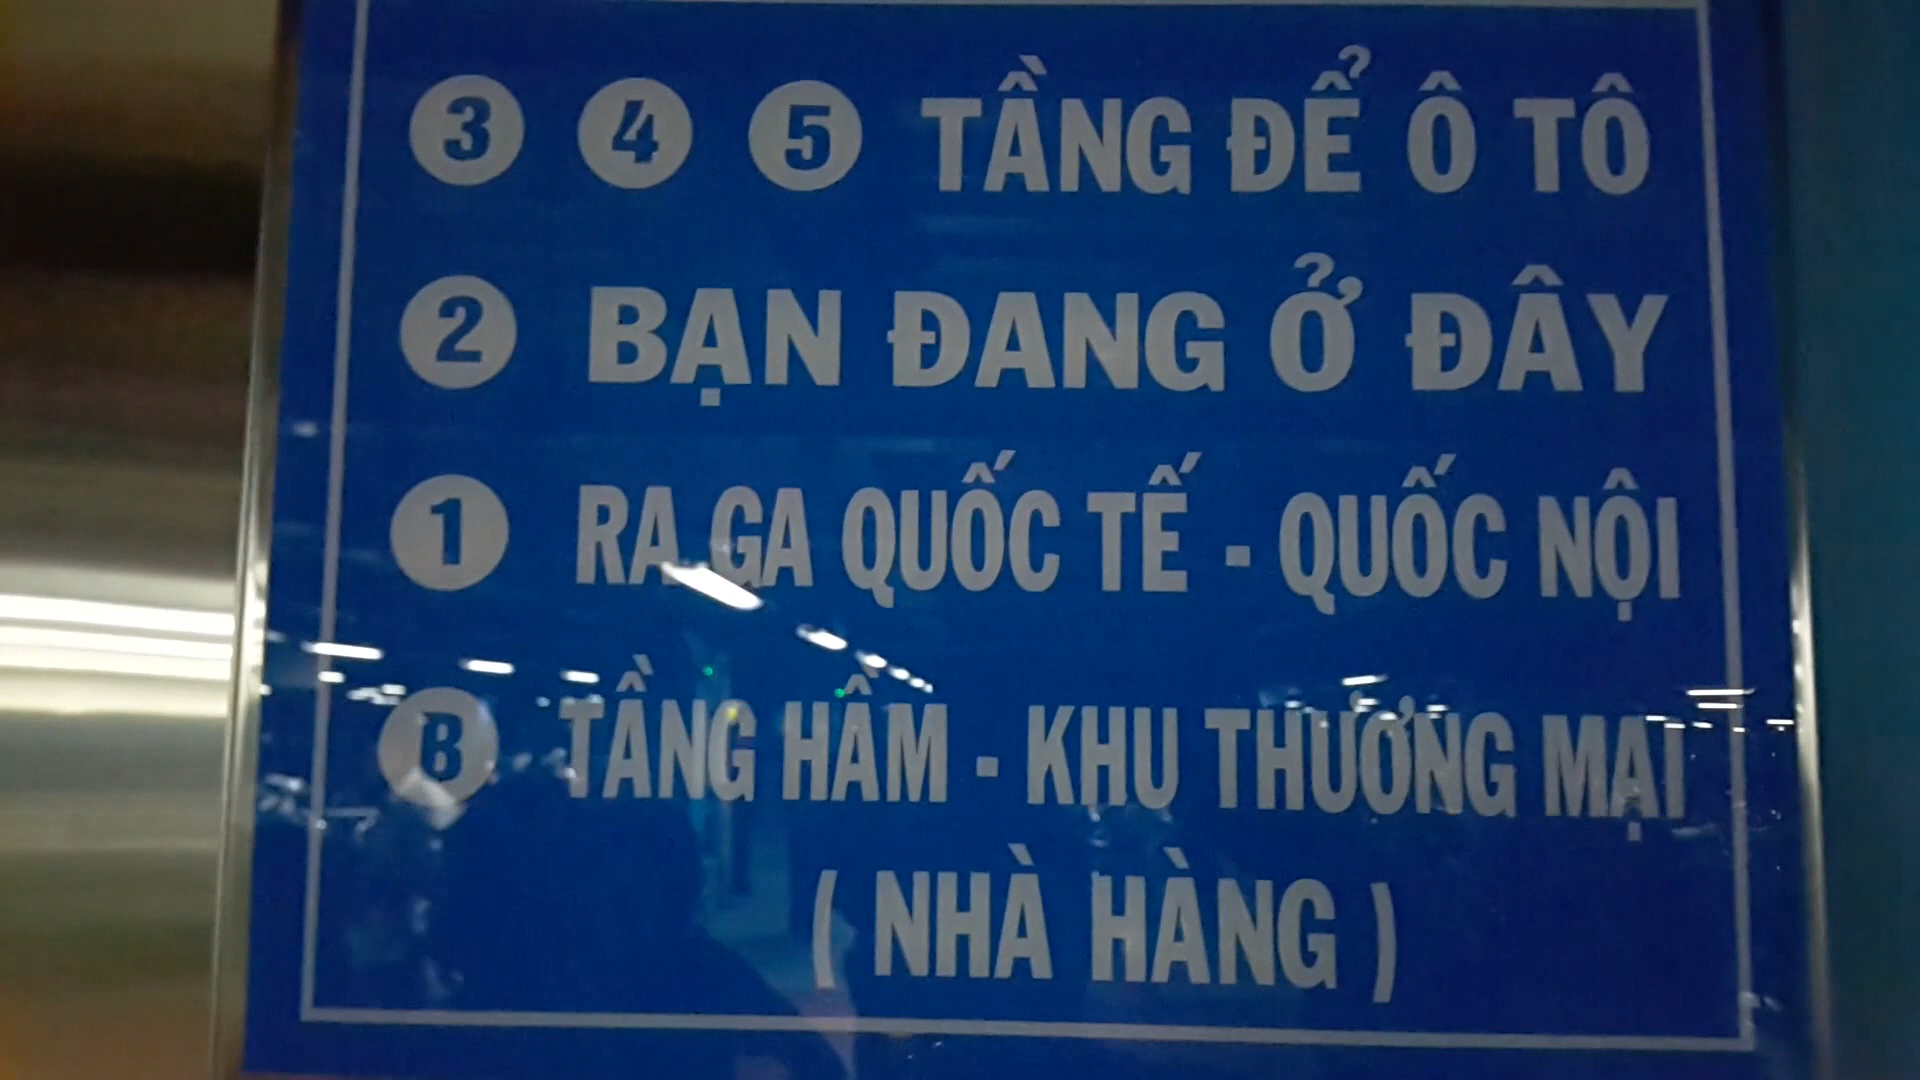 3 4 5 TẦNG ĐỂ Ô TÔ
2 BẠN ĐANG Ở ĐÂY
1 RA GA QUỐC TẾ - QUỐC NỘI
B TẦNG HẦM - KHU THƯƠNG MẠI
( NHÀ HÀNG )